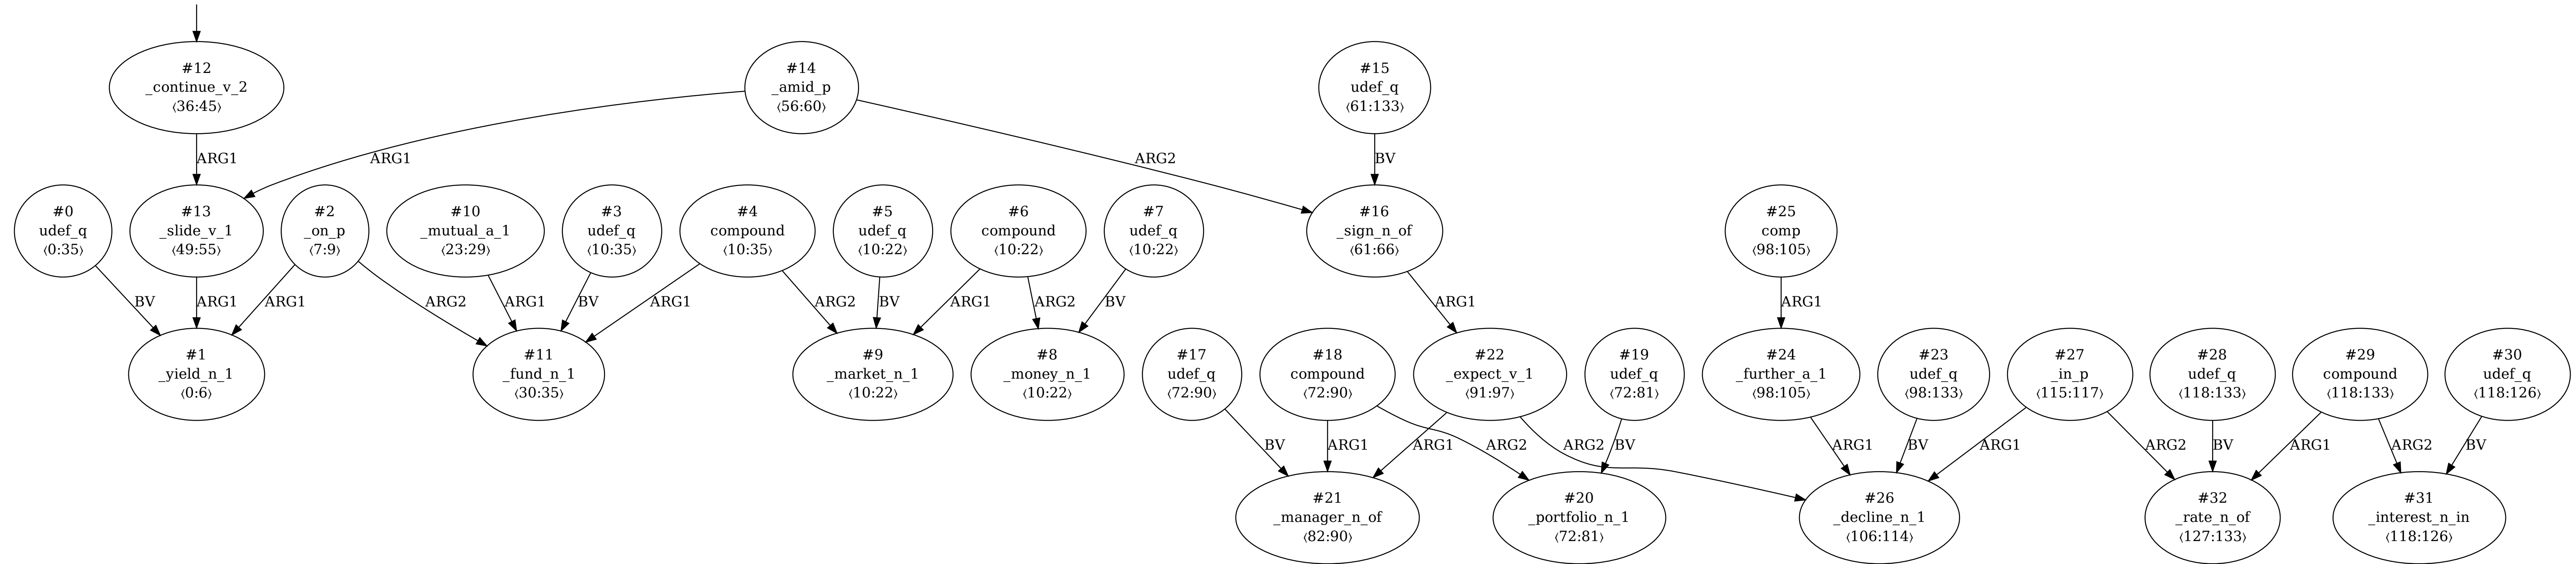 #12
_continue_v_2
⟨36:45⟩
#14
_amid_p
⟨56:60⟩
#15
udef_q
⟨61:133⟩
ARG1
ARG1
ARG2
BV
#0
udef_q
⟨0:35⟩
#13
_slide_v_1
⟨49:55⟩
#2
_on_p
⟨7:9⟩
#10
_mutual_a_1
⟨23:29⟩
#3
udef_q
⟨10:35⟩
#4
compound
⟨10:35⟩
#5
udef_q
⟨10:22⟩
#6
compound
⟨10:22⟩
#7
udef_q
⟨10:22⟩
#16
_sign_n_of
⟨61:66⟩
#25
comp
⟨98:105⟩
BV
ARG1
ARG1
ARG2
ARG1
BV
ARG1
ARG2
BV
ARG1
ARG2
BV
ARG1
ARG1
#1
_yield_n_1
⟨0:6⟩
#11
_fund_n_1
⟨30:35⟩
#9
_market_n_1
⟨10:22⟩
#8
_money_n_1
⟨10:22⟩
#17
udef_q
⟨72:90⟩
#18
compound
⟨72:90⟩
#22
_expect_v_1
⟨91:97⟩
#19
udef_q
⟨72:81⟩
#24
_further_a_1
⟨98:105⟩
#23
udef_q
⟨98:133⟩
#27
_in_p
⟨115:117⟩
#28
udef_q
⟨118:133⟩
#29
compound
⟨118:133⟩
#30
udef_q
⟨118:126⟩
BV
ARG1
ARG1
ARG2
ARG2
BV
ARG1
BV
ARG1
ARG2
BV
ARG1
ARG2
BV
#21
_manager_n_of
⟨82:90⟩
#20
_portfolio_n_1
⟨72:81⟩
#26
_decline_n_1
⟨106:114⟩
#32
_rate_n_of
⟨127:133⟩
#31
_interest_n_in
⟨118:126⟩